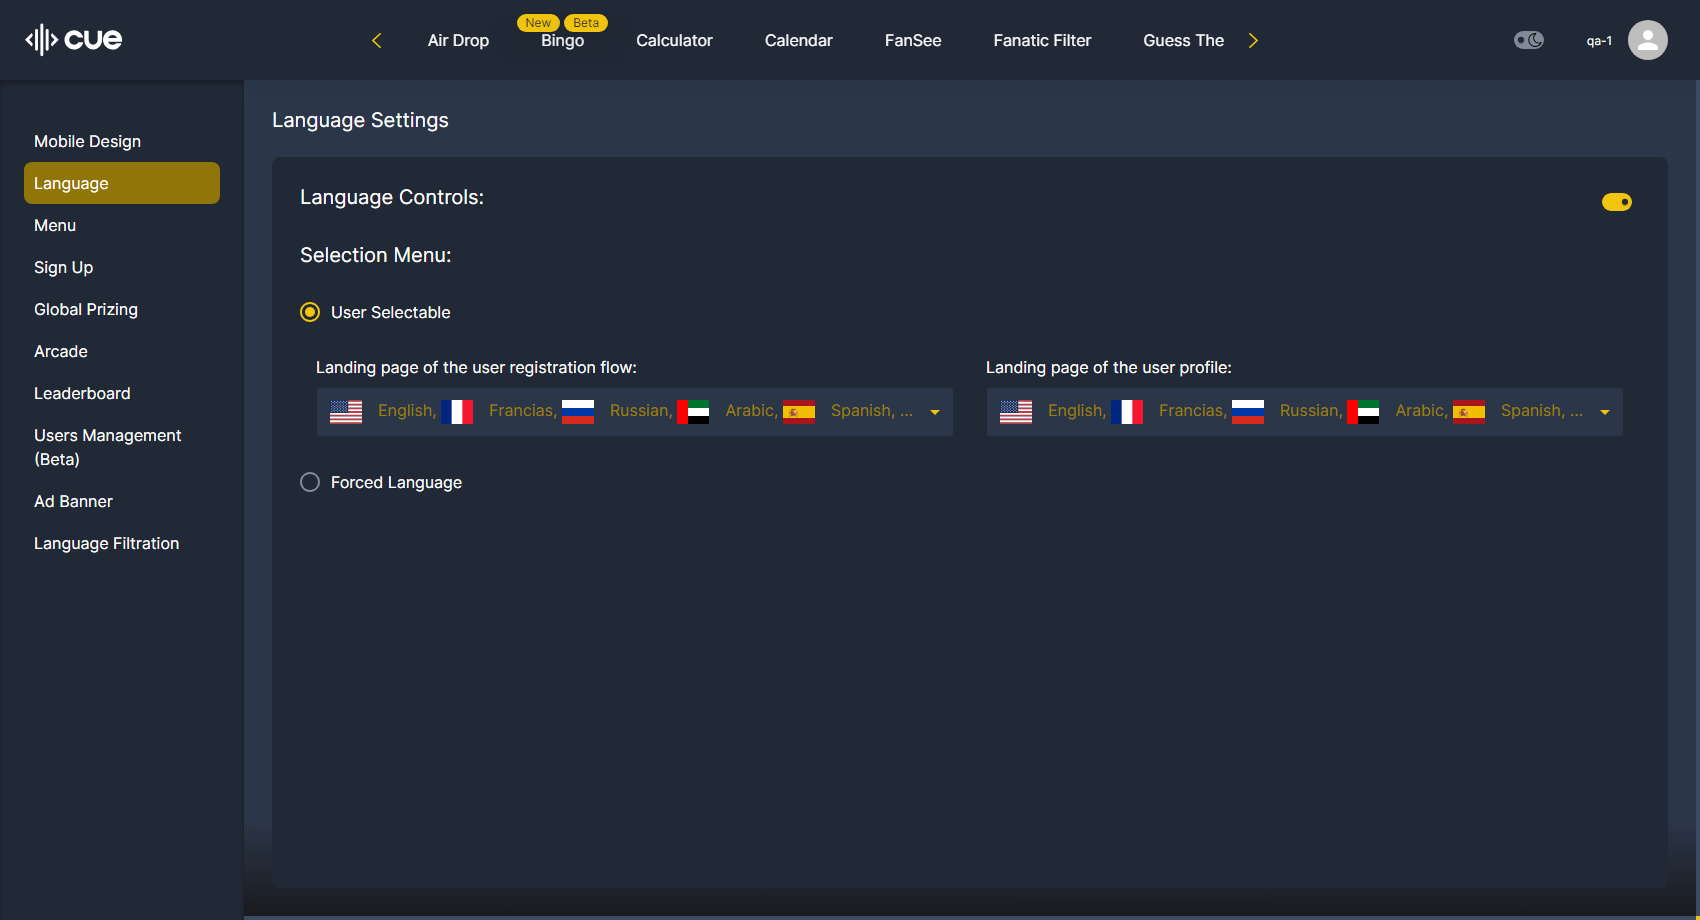 cue
New Beta
Air Drop Bingo Calculator Calendar FanSee Fanatic Filter Guess The
qa-1
Mobile Design
Language
Menu
Sign Up
Global Prizing
Arcade
Leaderboard
Users Management
(Beta)
Ad Banner
Language Filtration
Language Settings
Language Controls:
Selection Menu:
User Selectable
Landing page of the user registration flow:
English, Francias, Russian, Arabic, Spanish, ...
Landing page of the user profile:
English, Francias, Russian, Arabic, Spanish, ...
Forced Language